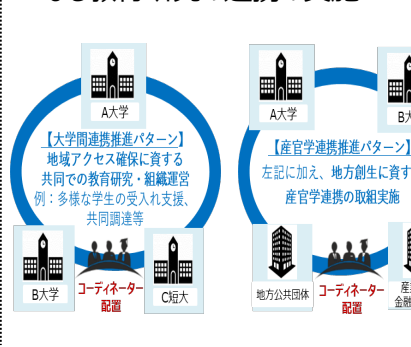 A大学
【大学間連携推進パターン】
地域アクセス確保に資する
共同での教育研究・組織運営
例：多様な学生の受入れ支援、
共同調達等
B大学
コーディネーター
配置
C短大
A大学
B大
【産官学連携推進パターン】
左記に加え、地方創生に資す
産官学連携の取組実施
地方公共団体
コーディネーター
配置
産
金融